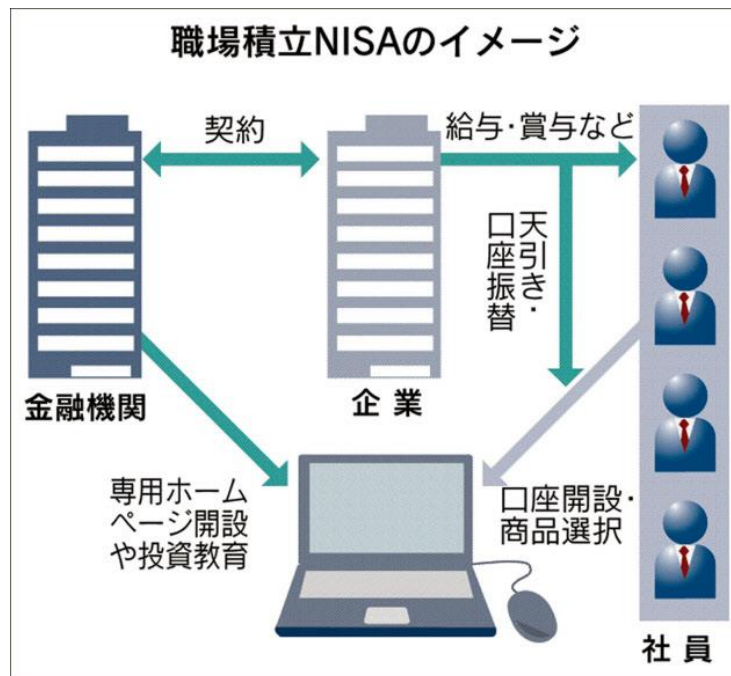 職場積立NISAのイメージ
契約
給与・賞与など
天引き・
口座振替
金融機関
企業
社員
専用ホーム
ページ開設
や投資教育
口座開設・
商品選択